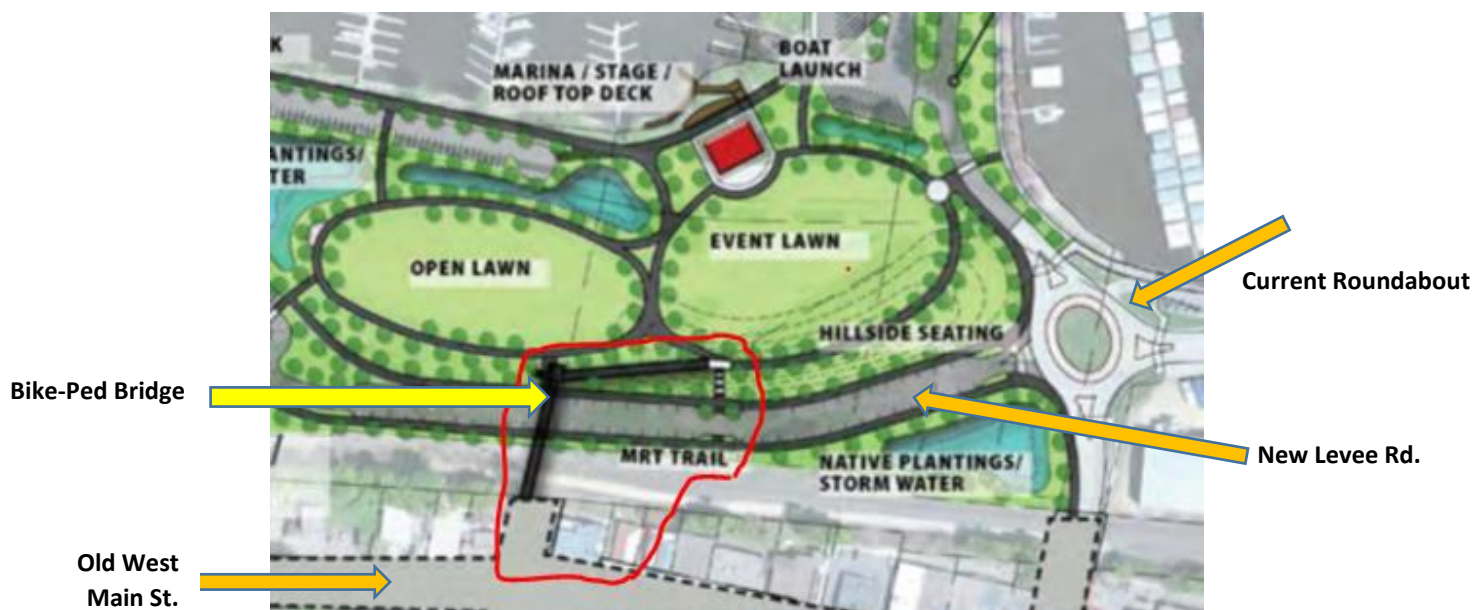 BOAT
LAUNCH
MARINA / STAGE /
ROOF TOP DECK
K
ANTINGS/
TER
EVENT LAWN
OPEN LAWN
Current Roundabout
HILLSIDE SEATING
Bike-Ped Bridge
MRT TRAIL
NATIVE PLANTINGS/
STORM WATER
New Levee Rd.
Old West
Main St.